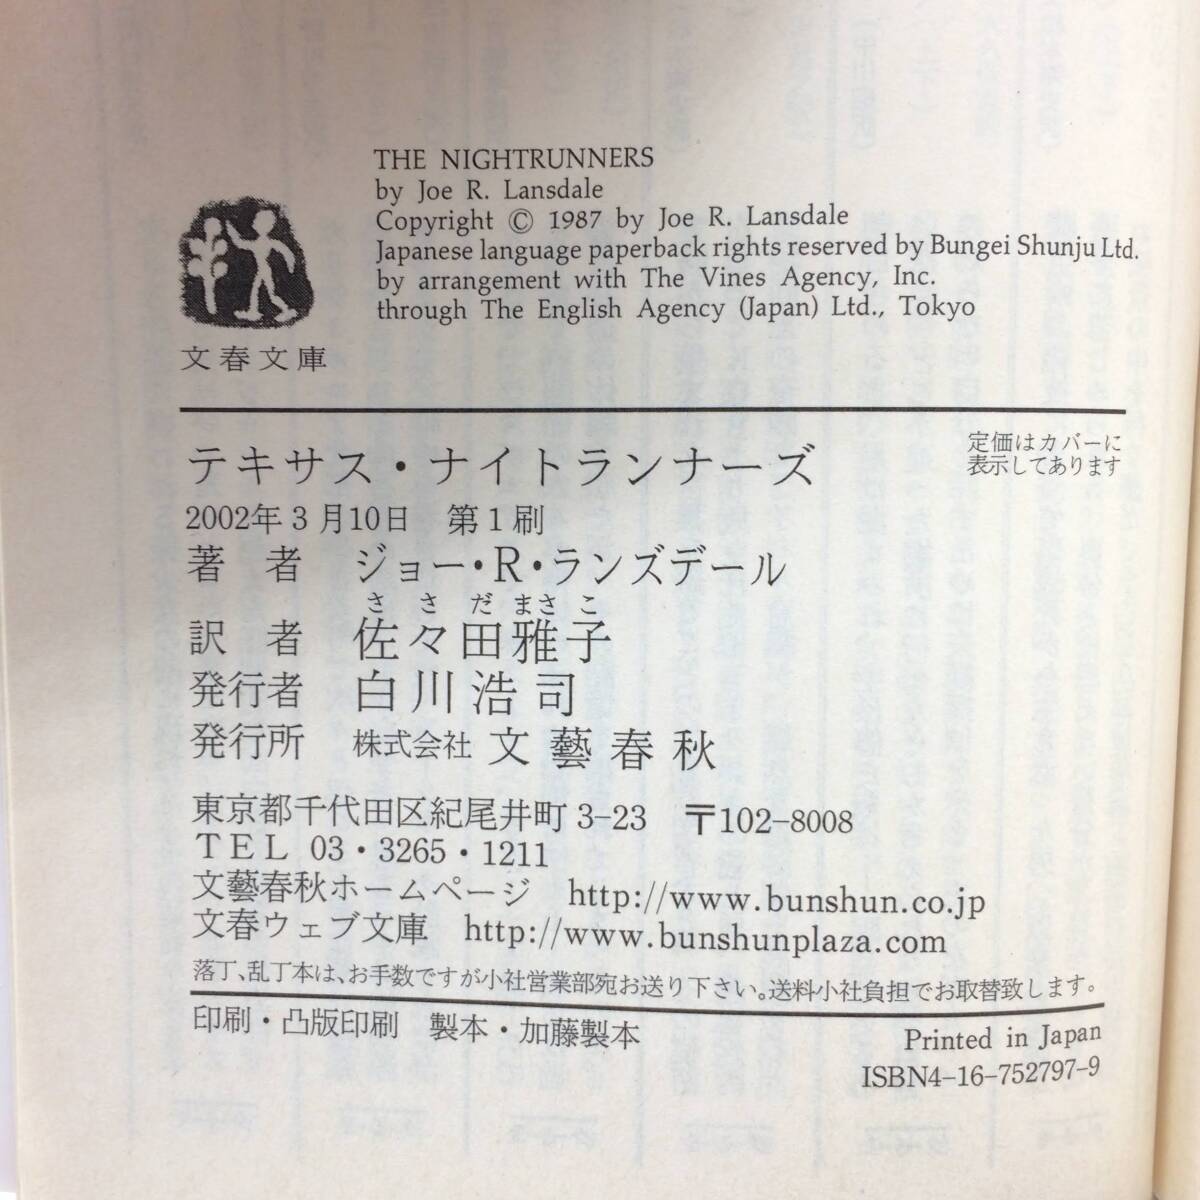 THE NIGHTRUNNERS
by Joe R. Lansdale
Copyright © 1987 by Joe R. Lansdale
Japanese language paperback rights reserved by Bungei Shunju Ltd.
by arrangement with The Vines Agency, Inc.
through The English Agency (Japan) Ltd., Tokyo
文春文庫
定価はカバーに
表示してあります
テキサス・ナイトランナーズ
2002年3月10日 第1刷
著 者 ジョー・R・ランズデール
ささだまさこ
訳 者 佐々田雅子
発行者 白川浩司
発行所 株式会社 文藝春秋
東京都千代田区紀尾井町 3-23 〒102-8008
TEL 03・3265・1211
文藝春秋ホームページ http://www.bunshun.co.jp
文春ウェブ文庫 http://www.bunshunplaza.com
落丁、乱丁本は、お手数ですが小社営業部宛お送り下さい。送料小社負担でお取替致します。
印刷・凸版印刷 製本・加藤製本
Printed in Japan
ISBN4-16-752797-9